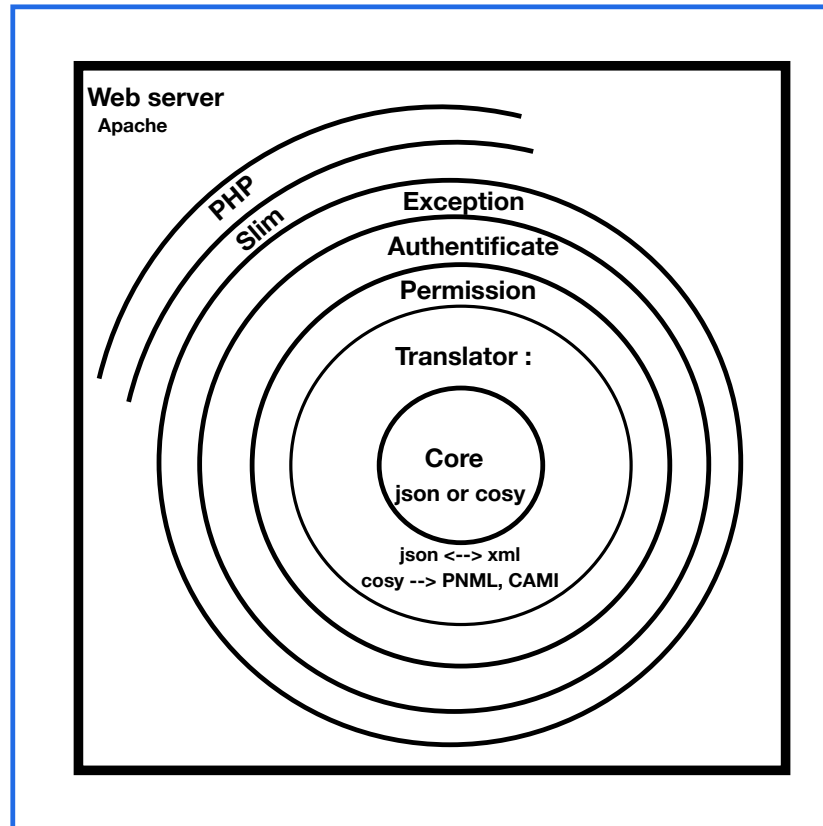 Web server
Apache
PHP
Slim
Exception
Authentificate
Permission
Translator :
Core
json or cosy
json <--> xml
cosy --> PNML, CAMI